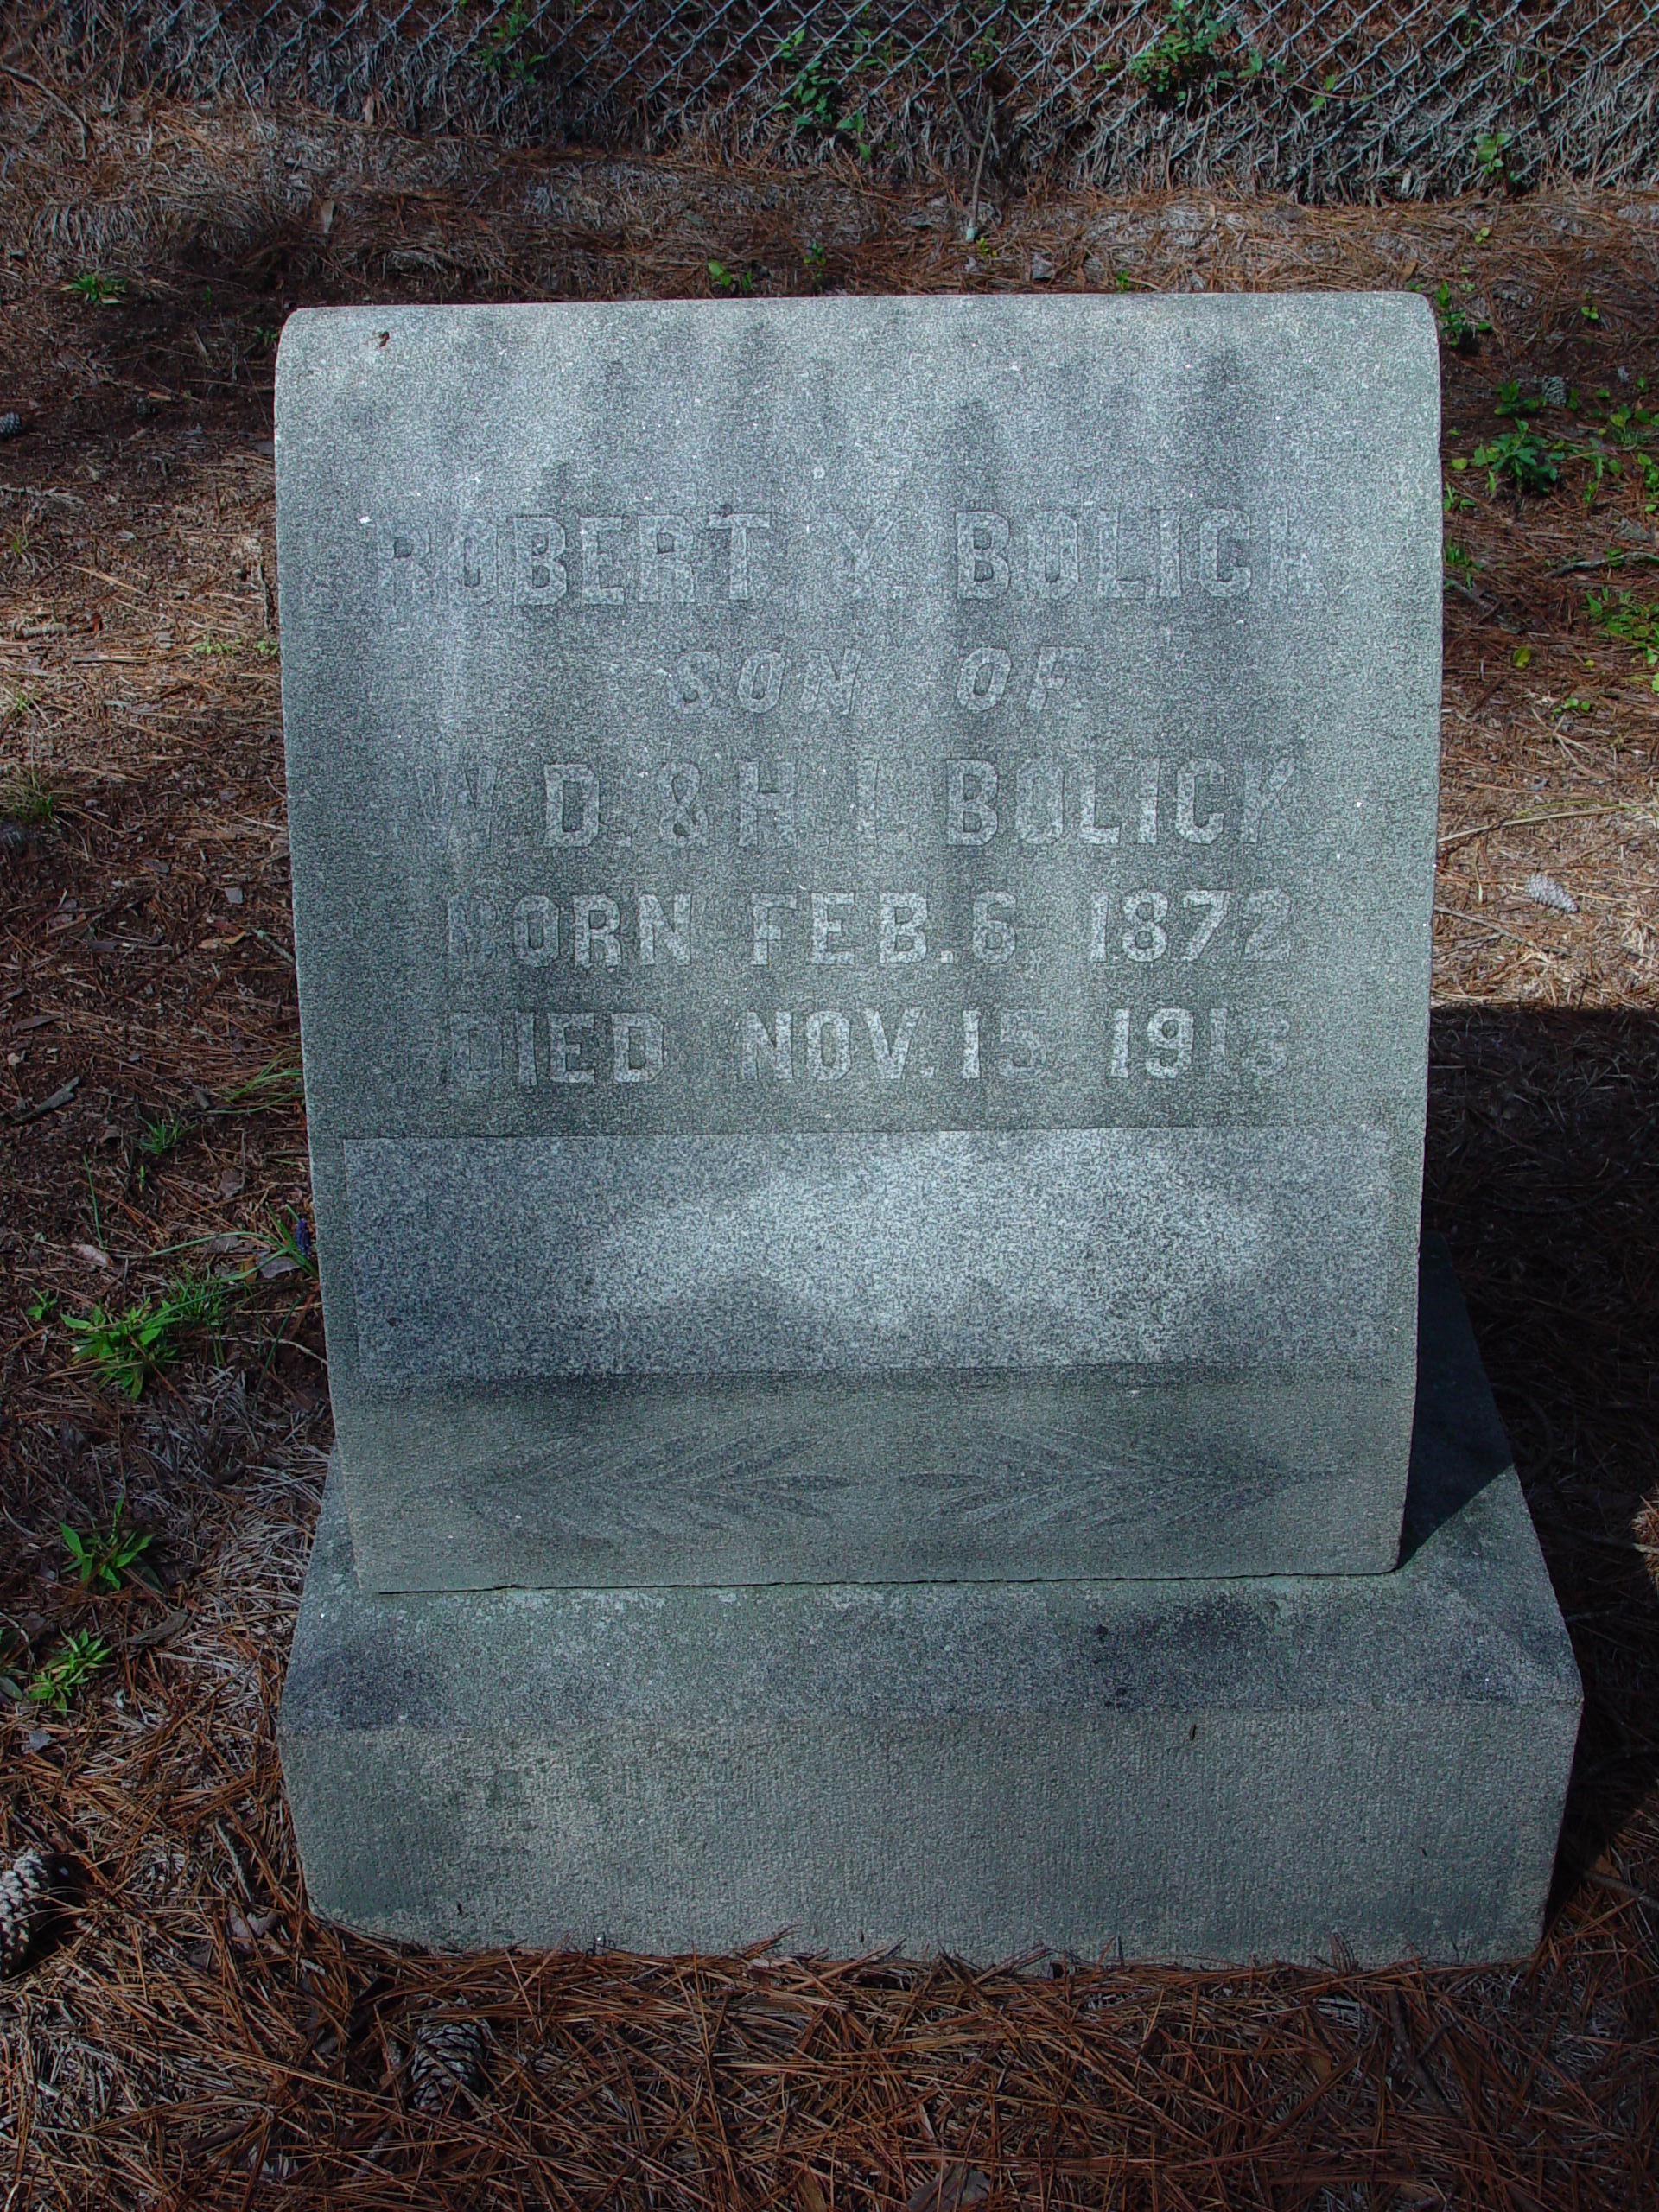 ROBERT Y. BOLICK
SON OF
W. D. & H. I. BOLICK
BORN FEB. 6 1872
DIED NOV. 15 1913